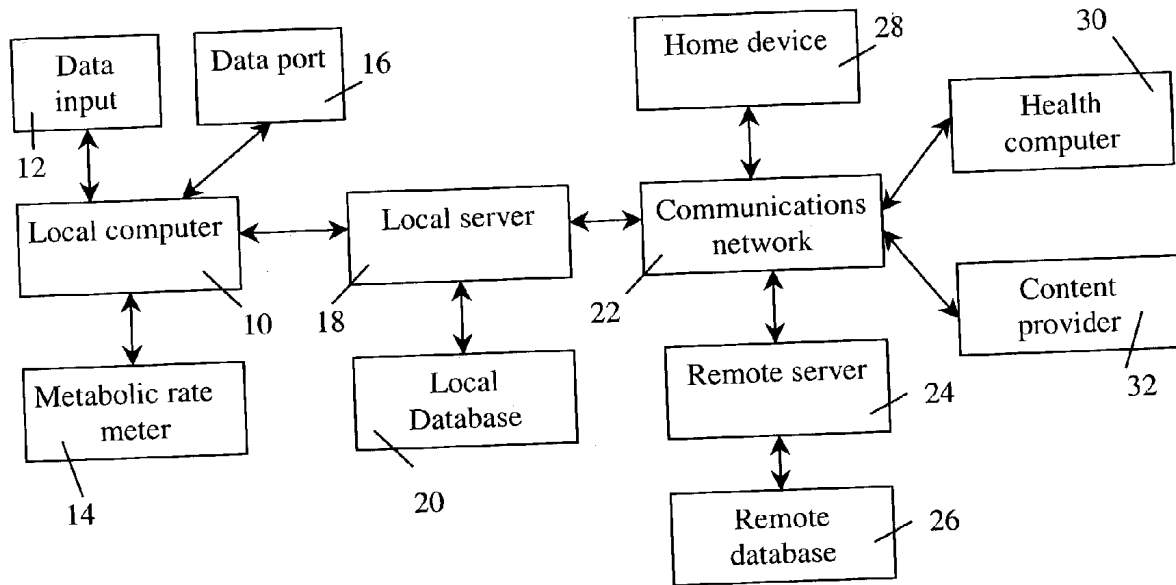 Data
input
12
Data port
16
Home device
28
30
Health
computer
Local computer
10
Local server
18
Communications
network
22
Content
provider
32
Metabolic rate
meter
14
Local
Database
20
Remote server
24
Remote
database
26